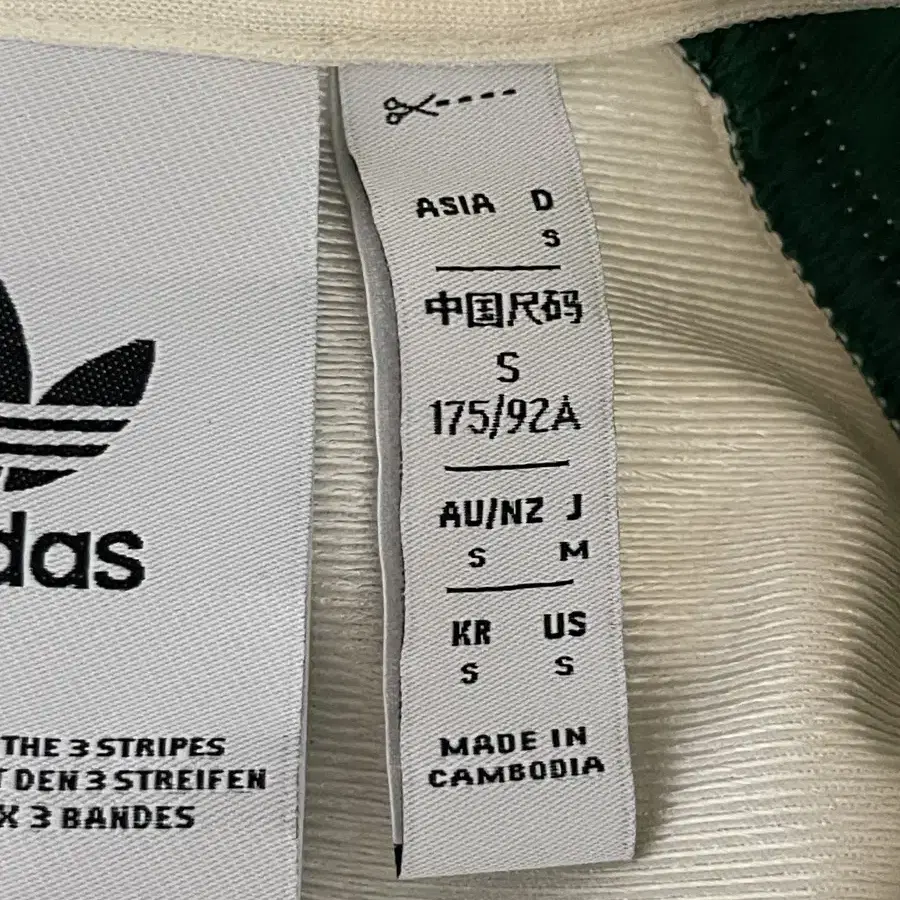 das
THE 3 STRIPES
T DEN 3 STREIFEN
X 3 BANDES
ASIA D
S
中国尺码
S
175/92A
AU/NZ J
S M
KR US
S S
MADE IN
CAMBODIA